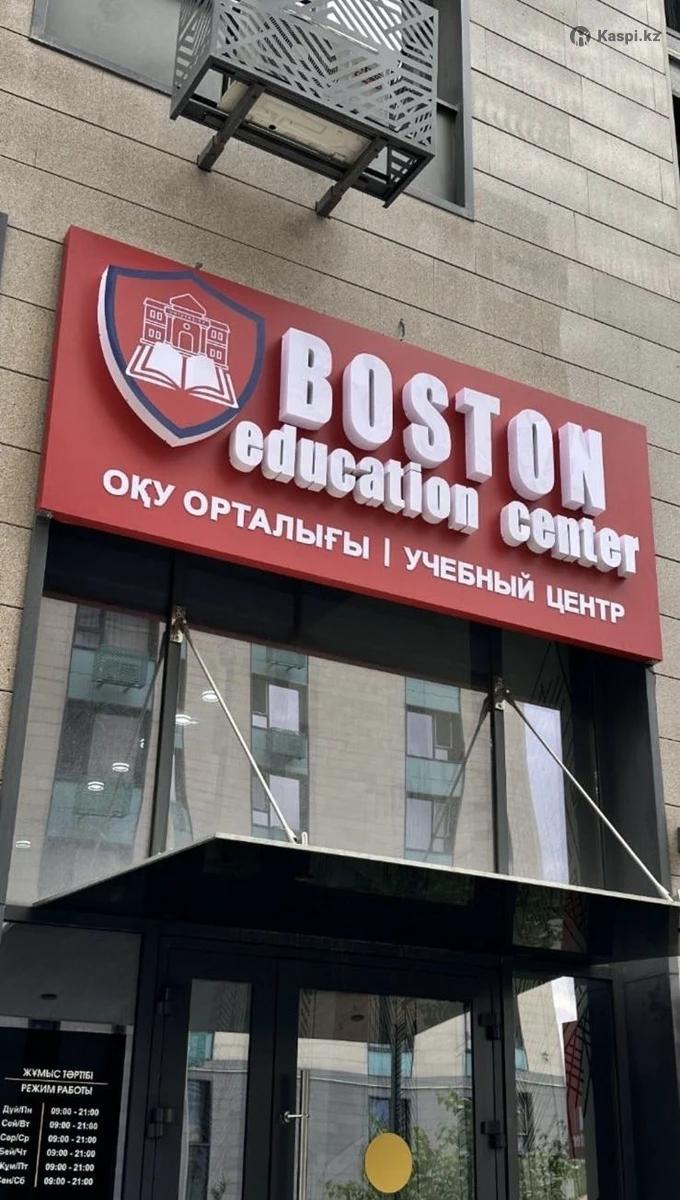 Kaspi.kz
BOSTON
education center
ОҚУ ОРТАЛЫҒЫ | УЧЕБНЫЙ ЦЕНТР
ЖҰМЫС ТӘРТІБІ
РЕЖИМ РАБОТЫ
Дүй/Пн 09:00 - 21:00
Сей/Вт 09:00 - 21:00
Сәр/Ср 09:00 - 21:00
Бей/Чт 09:00 - 21:00
Жұм/Пт 09:00 - 21:00
Сен/Сб 09:00 - 21:00